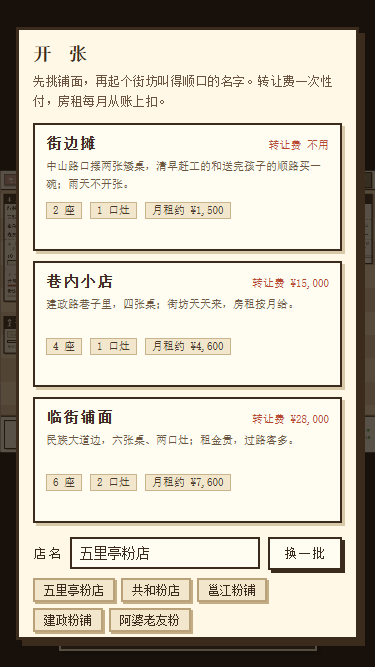 开 张
先挑铺面，再起个街坊叫得顺口的名字。转让费一次性
付，房租每月从账上扣。
街边摊 转让费 不用
中山路口摆两张矮桌，清早赶工的和送完孩子的顺路买一
碗；雨天不开张。
2 座 1 口灶 月租约 ¥1,500
巷内小店 转让费 ¥15,000
建政路巷子里，四张桌；街坊天天来，房租按月给。
4 座 1 口灶 月租约 ¥4,600
临街铺面 转让费 ¥28,000
民族大道边，六张桌、两口灶；租金贵，过路客多。
6 座 2 口灶 月租约 ¥7,600
店名 五里亭粉店 换一批
五里亭粉店 共和粉店 邕江粉铺
建政粉铺 阿婆老友粉